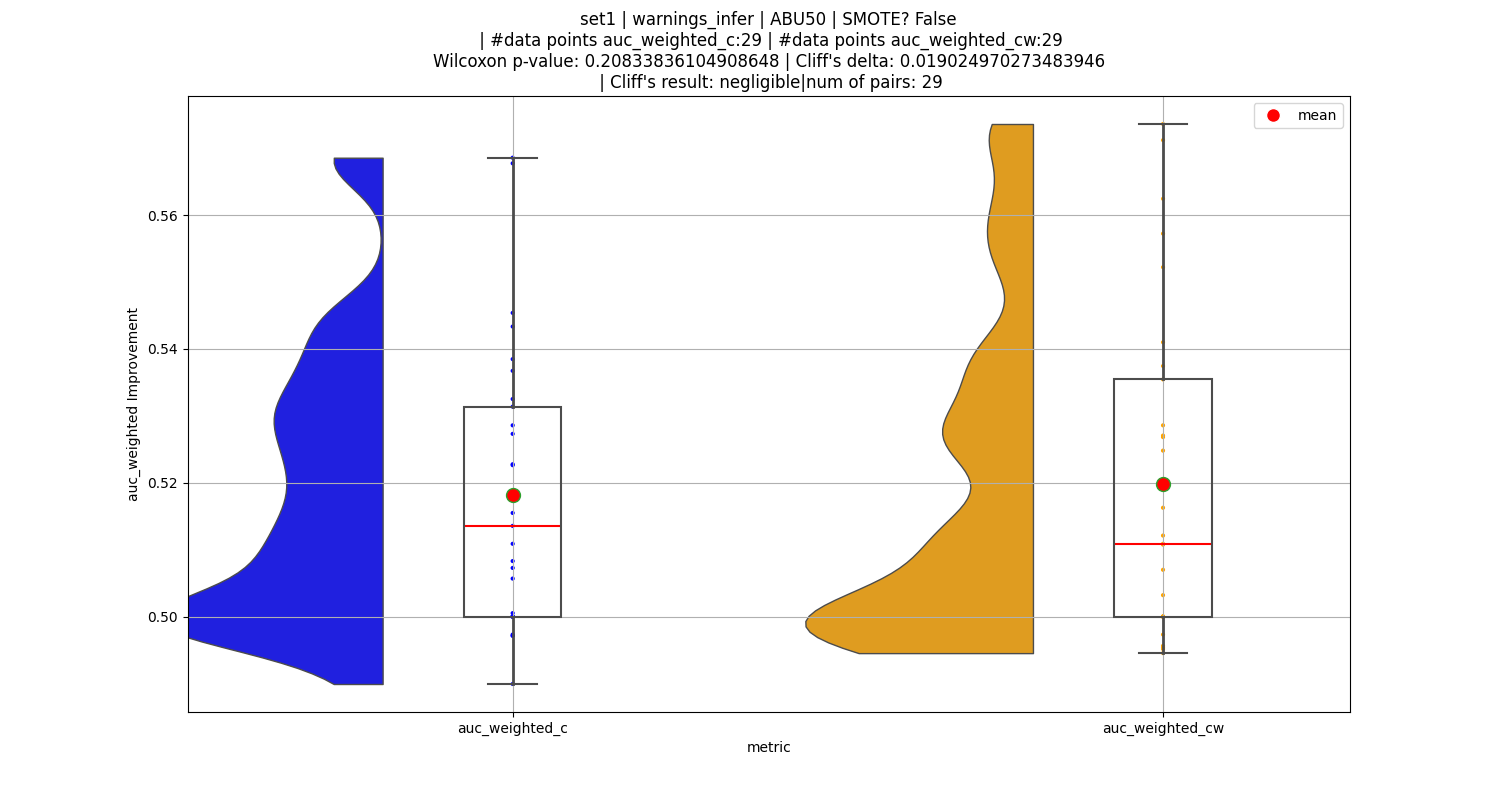 set1 | warnings_infer | ABU50 | SMOTE? False
| #data points auc_weighted_c:29 | #data points auc_weighted_cw:29
Wilcoxon p-value: 0.20833836104908648 | Cliff's delta: 0.019024970273483946
| Cliff's result: negligible|num of pairs: 29
mean
0.56
0.54
0.52
0.50
auc_weighted Improvement
auc_weighted_c
auc_weighted_cw
metric